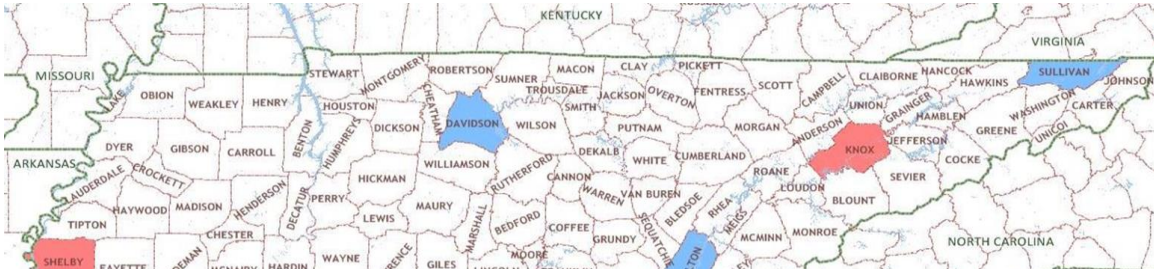 KENTUCKY
VIRGINIA
MISSOURI
STEWART
MONTGOMERY
ROBERTSON
SUMNER
MACON
CLAY
PICKETT
SCOTT
CAMPBELL
CLAIBORNE
HANCOCK
HAWKINS
SULLIVAN
JOHNSON
LAKE
OBION
WEAKLEY
HENRY
HOUSTON
CHEATHAM
TROUSDALE
SMITH
JACKSON
OVERTON
FENTRESS
UNION
GRAINGER
HAMBLEN
WASHINGTON
CARTER
UNICOI
GREENE
BENTON
HUMPHREYS
DICKSON
DAVIDSON
WILSON
PUTNAM
MORGAN
ANDERSON
KNOX
JEFFERSON
DYER
GIBSON
CARROLL
ARKANSAS
WILLIAMSON
RUTHERFORD
DEKALB
WHITE
CUMBERLAND
ROANE
COCKE
SEVIER
LAUDERDALE
CROCKETT
HICKMAN
CANNON
WARREN
VAN BUREN
BLEDSOE
RHEA
MEIGS
LOUDON
BLOUNT
TIPTON
HAYWOOD
MADISON
HENDERSON
DECATUR
PERRY
LEWIS
MAURY
MARSHALL
BEDFORD
COFFEE
GRUNDY
MCMINN
MONROE
NORTH CAROLINA
CHESTER
SHELBY
WAYNE
GILES
MOORE
HARDIN